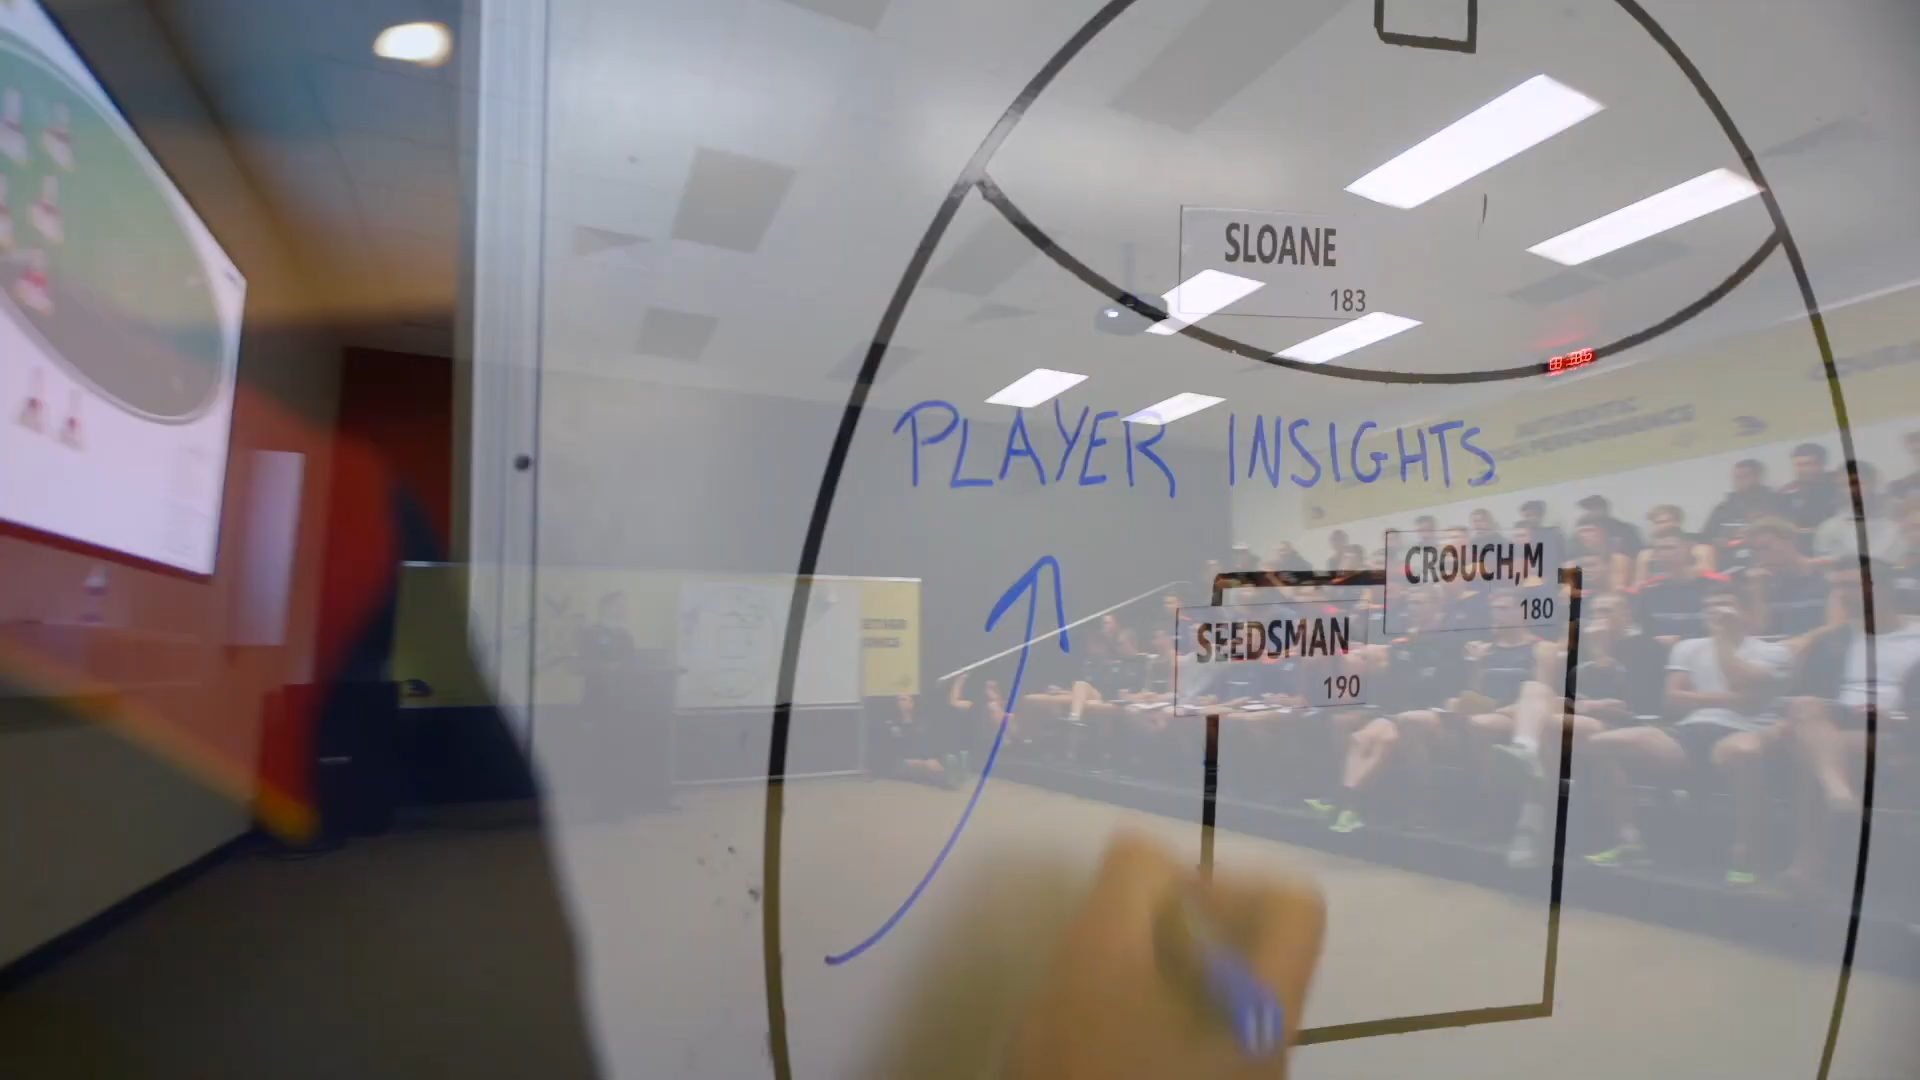 SLOANE
183
PLAYER INSIGHTS
CROUCH,M
180
SEEDSMAN
190